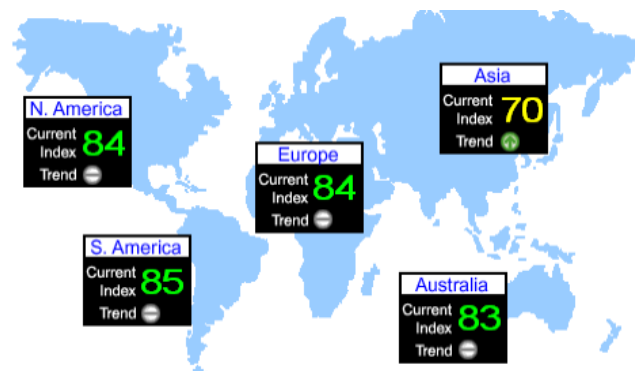 N. America
Current Index 84
Trend
Europe
Current Index 84
Trend
Asia
Current Index 70
Trend
S. America
Current Index 85
Trend
Australia
Current Index 83
Trend